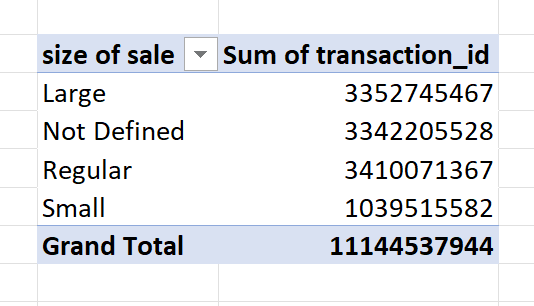 size of sale Sum of transaction_id
Large 3352745467
Not Defined 3342205528
Regular 3410071367
Small 1039515582
Grand Total 11144537944